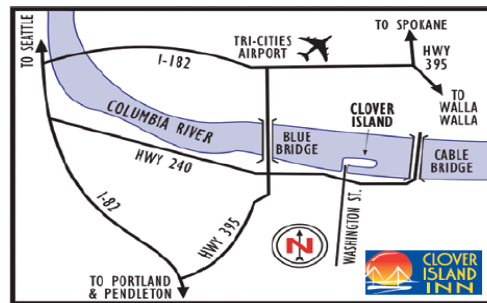 TO SPOKANE
TO SEATTLE
I-182
TRI-CITIES
AIRPORT
HWY
395
TO
WALLA
WALLA
COLUMBIA RIVER
CLOVER
ISLAND
BLUE
BRIDGE
CABLE
BRIDGE
HWY 240
I-82
HWY 395
WASHINGTON ST.
N
TO PORTLAND
& PENDLETON
CLOVER
ISLAND
INN